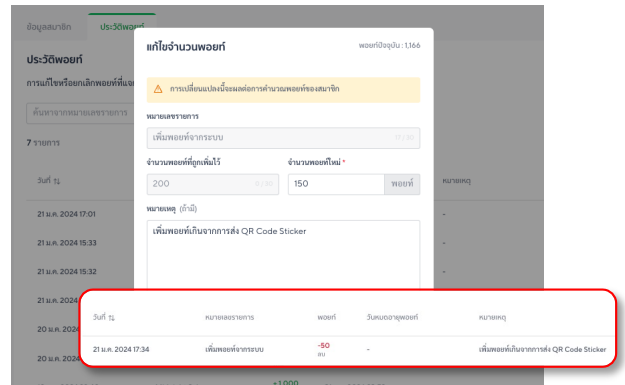 ข้อมูลสมาชิก ประวัติพอยท์
ประวัติพอยท์
การแก้ไขหรือยกเลิกพอยท์ที่แจ
ค้นหาจากหมายเลขรายการ
7 รายการ
วันที่ หมายเหตุ
21 ม.ค. 2024 17:01 -
21 ม.ค. 2024 15:33 -
21 ม.ค. 2024 15:32 -
21 ม.ค. 2024
20 ม.ค. 2024
20 ม.ค. 2024
+1,000
แก้ไขจำนวนพอยท์ พอยท์ปัจจุบัน : 1,166
การเปลี่ยนแปลงนี้จะผลต่อการคำนวณพอยท์ของสมาชิก
หมายเลขรายการ
เพิ่มพอยท์จากระบบ
จำนวนพอยท์ที่ถูกเพิ่มไว้ จำนวนพอยท์ใหม่ *
200 150 พอยท์
หมายเหตุ (ถ้ามี)
เพิ่มพอยท์เกินจากการส่ง QR Code Sticker
วันที่ หมายเลขรายการ พอยท์ วันหมดอายุพอยท์ หมายเหตุ
21 ม.ค. 2024 17:34 เพิ่มพอยท์จากระบบ -50 - เพิ่มพอยท์เกินจากการส่ง QR Code Sticker
ลบ